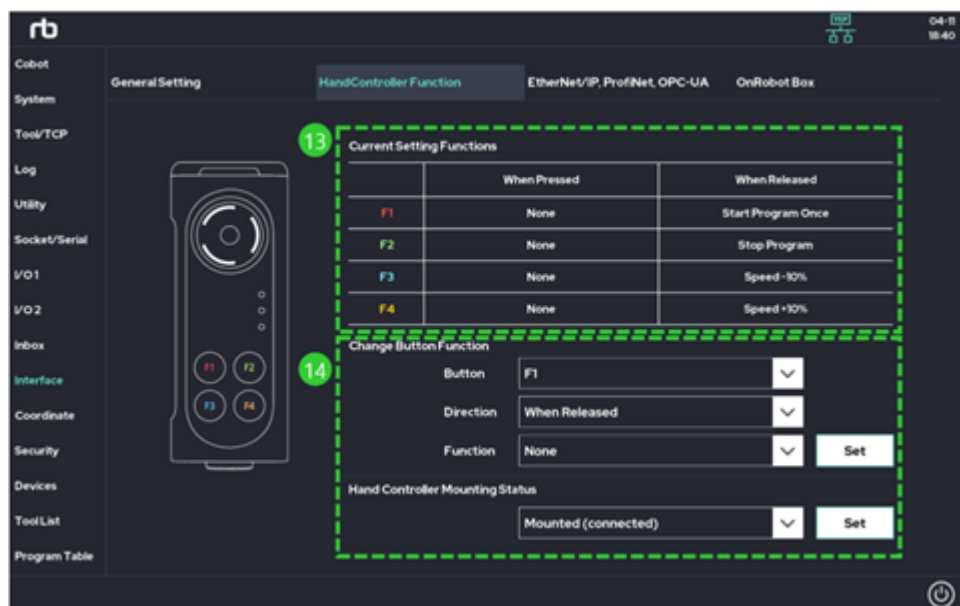 rb
TCP
04-11
18:40
Cobot
System
Tool/TCP
Log
Utility
Socket/Serial
I/O 1
I/O 2
Inbox
Interface
Coordinate
Security
Devices
Tool List
Program Table
General Setting HandController Function EtherNet/IP, ProfiNet, OPC-UA OnRobot Box
F1 F2
F3 F4
13
Current Setting Functions
When Pressed When Released
F1 None Start Program Once
F2 None Stop Program
F3 None Speed -10%
F4 None Speed +10%
14
Change Button Function
Button F1
Direction When Released
Function None Set
Hand Controller Mounting Status
Mounted (connected) Set